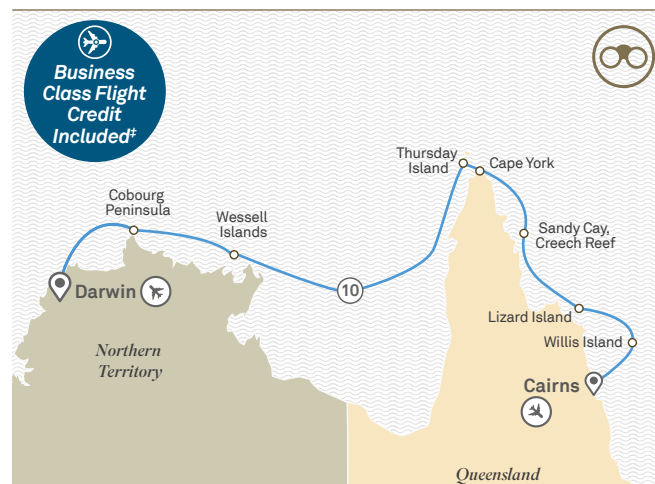 Business
Class Flight
Credit
Included‡
Thursday
Island
Cape York
Cobourg
Peninsula
Wessell
Islands
Sandy Cay,
Creech Reef
Darwin
10
Lizard Island
Willis Island
Northern
Territory
Cairns
Queensland